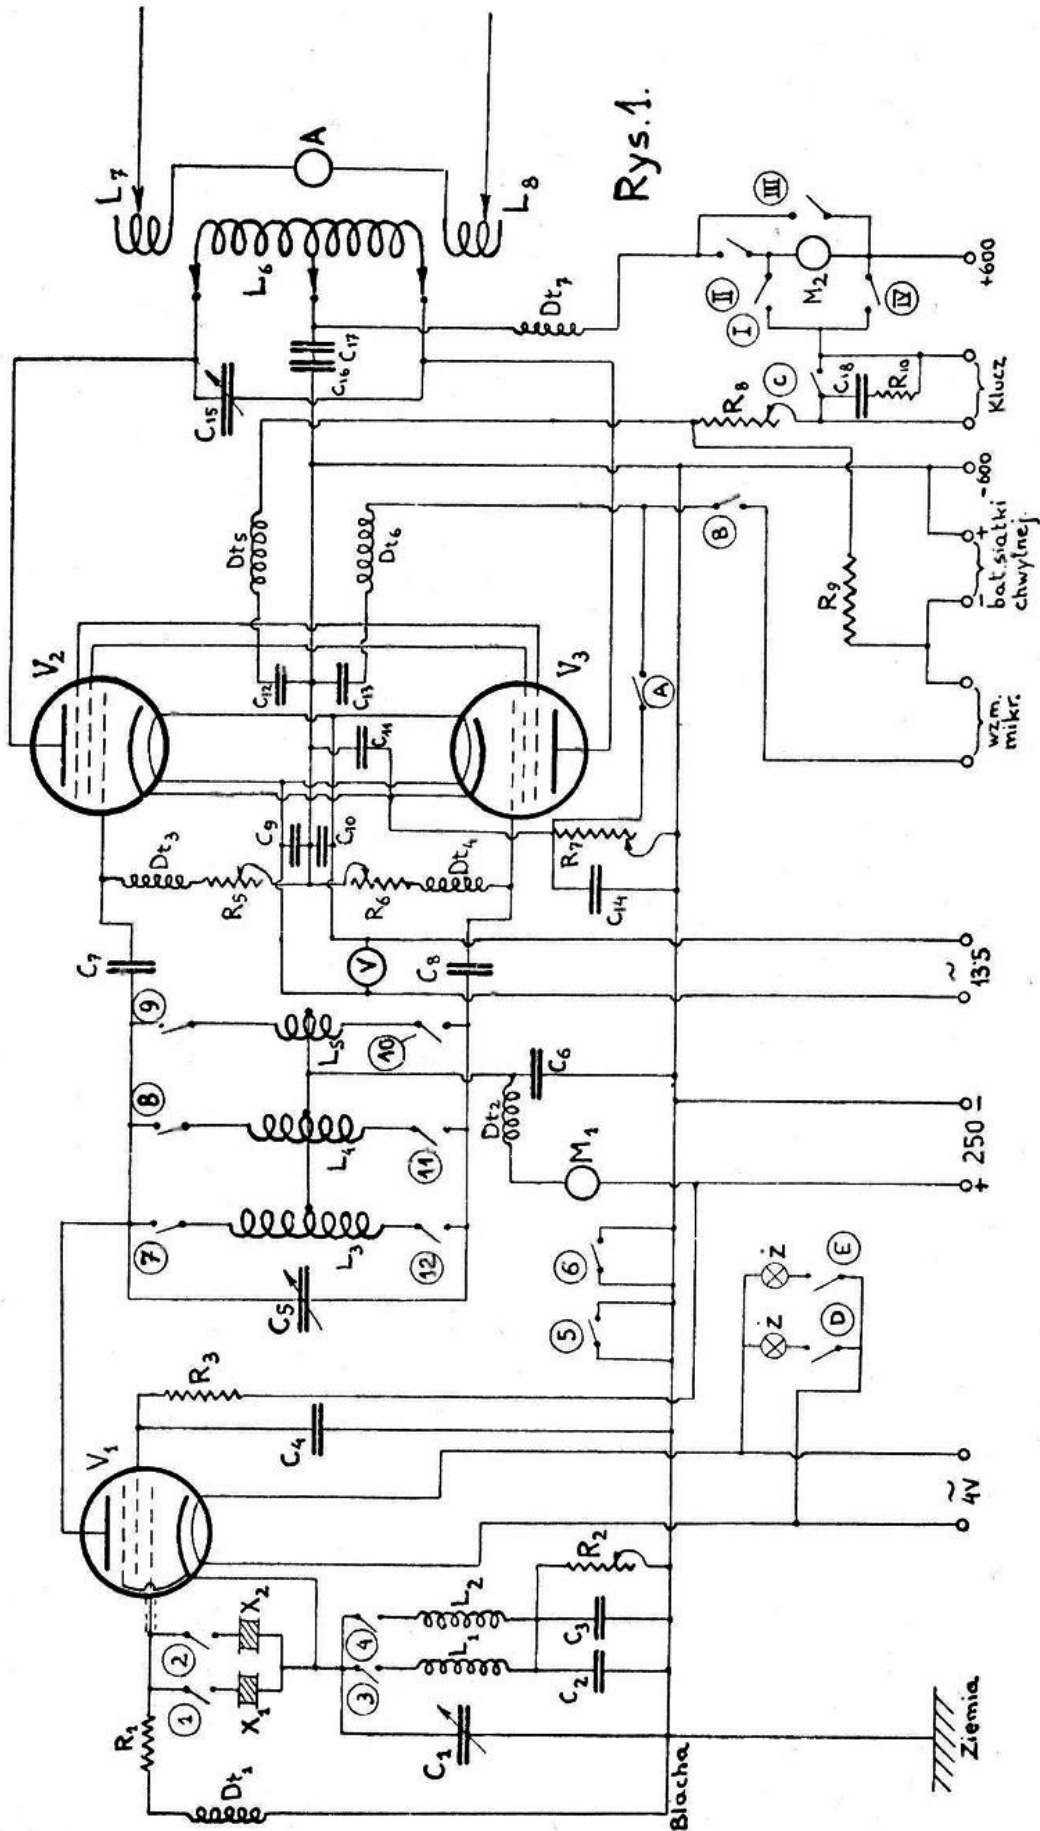 Rys.1.
V₁
V₂
V₃
R₁
Dt₁
①
②
X₁
X₂
③
④
L₁
L₂
C₁
C₂
C₃
R₂
Blacha
Ziemia
C₄
R₃
⑤
⑥
C₅
⑦
⑧
⑨
L₃
L₄
L₅
⑫
⑪
⑩
Dt₂
M₁
C₆
C₇
C₈
V
Dt₃
R₅
R₆
Dt₄
C₉
C₁₀
C₁₁
C₁₂
C₁₃
C₁₄
R₇
Dt₅
Dt₆
C₁₅
C₁₆
C₁₇
L₆
L₇
L₈
A
Dt₇
R₈
R₉
C₁₈
R₁₀
M₂
Ⓐ
Ⓑ
Ⓒ
Ⓓ
Ⓔ
I
II
III
IV
Ż
Ż
~
4V
+ 250 -
~
13'5
wzm.
mikr.
- +
bat. siatki
chwytnej.
-600
Klucz
+600